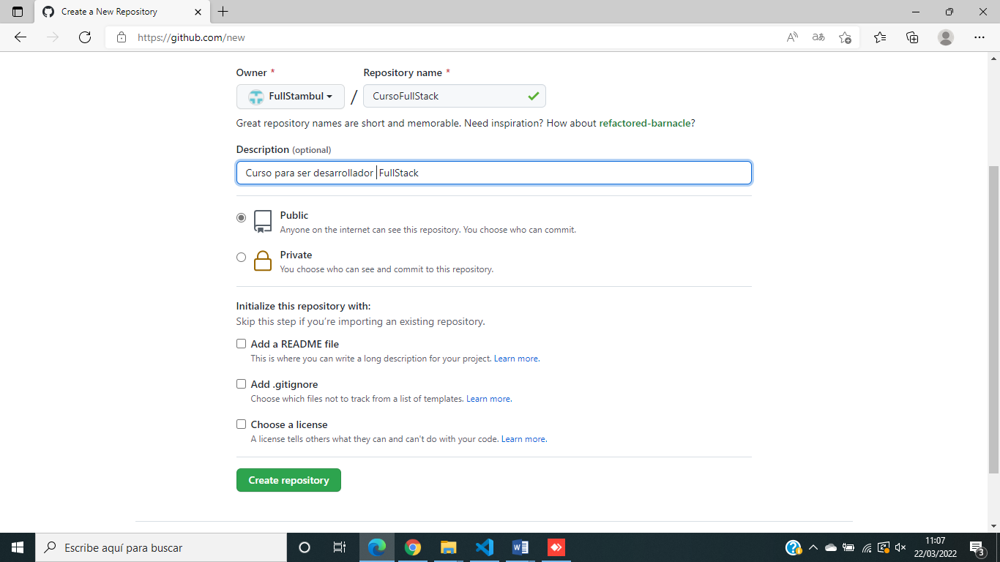 Create a New Repository
https://github.com/new
Owner *
Repository name *
FullStambul
/
CursoFullStack
Great repository names are short and memorable. Need inspiration? How about refactored-barnacle?
Description (optional)
Curso para ser desarrollador FullStack
Public
Anyone on the internet can see this repository. You choose who can commit.
Private
You choose who can see and commit to this repository.
Initialize this repository with:
Skip this step if you're importing an existing repository.
Add a README file
This is where you can write a long description for your project. Learn more.
Add .gitignore
Choose which files not to track from a list of templates. Learn more.
Choose a license
A license tells others what they can and can't do with your code. Learn more.
Create repository
Escribe aquí para buscar
11:07
22/03/2022
3